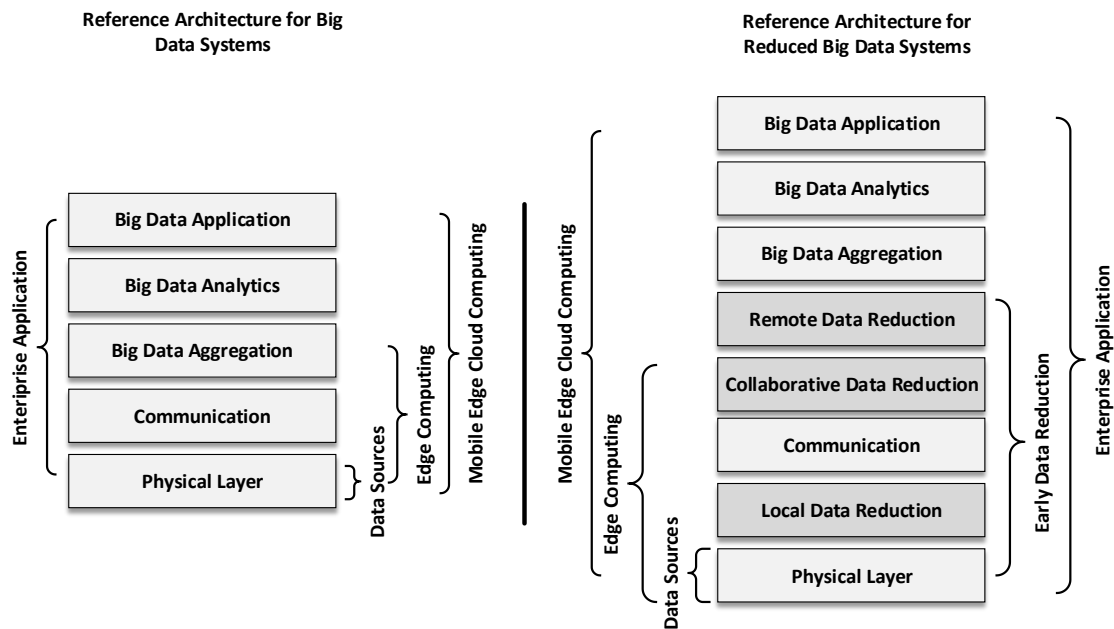 Reference Architecture for Big
Data Systems
Big Data Application
Big Data Analytics
Big Data Aggregation
Communication
Physical Layer
Enteriprise Application
Data Sources
Edge Computing
Mobile Edge Cloud Computing
Reference Architecture for
Reduced Big Data Systems
Big Data Application
Big Data Analytics
Big Data Aggregation
Remote Data Reduction
Collaborative Data Reduction
Communication
Local Data Reduction
Physical Layer
Mobile Edge Cloud Computing
Edge Computing
Data Sources
Early Data Reduction
Enterprise Application